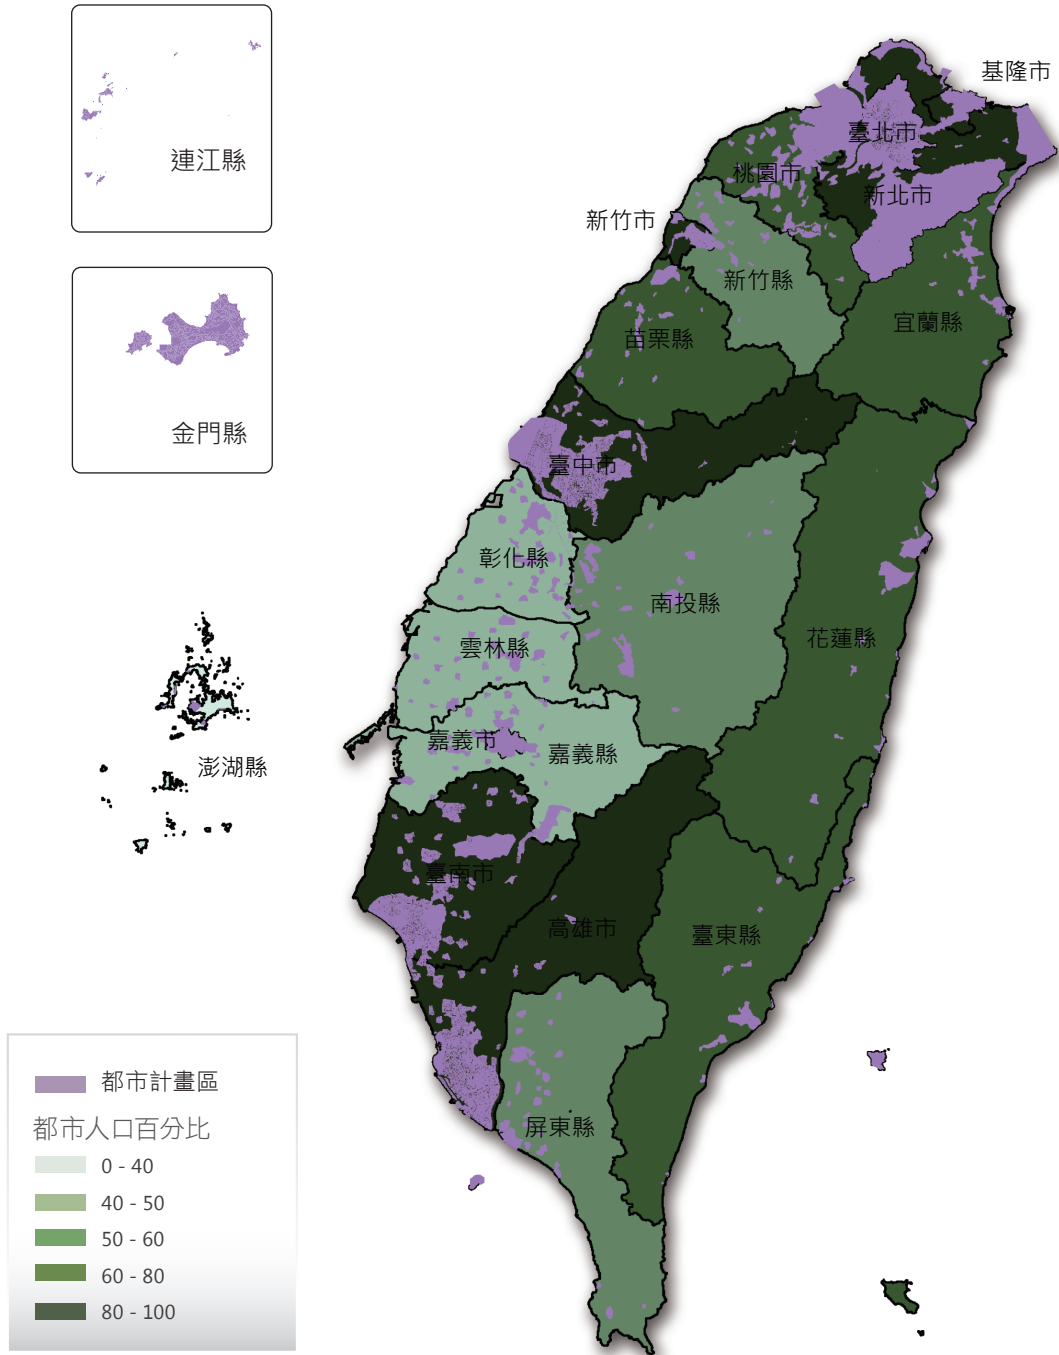 基隆市
臺北市
連江縣
桃園市
新北市
新竹市
新竹縣
宜蘭縣
苗栗縣
金門縣
臺中市
彰化縣
南投縣
花蓮縣
雲林縣
嘉義市
嘉義縣
澎湖縣
臺南市
高雄市
臺東縣
屏東縣
都市計畫區
都市人口百分比
0 - 40
40 - 50
50 - 60
60 - 80
80 - 100